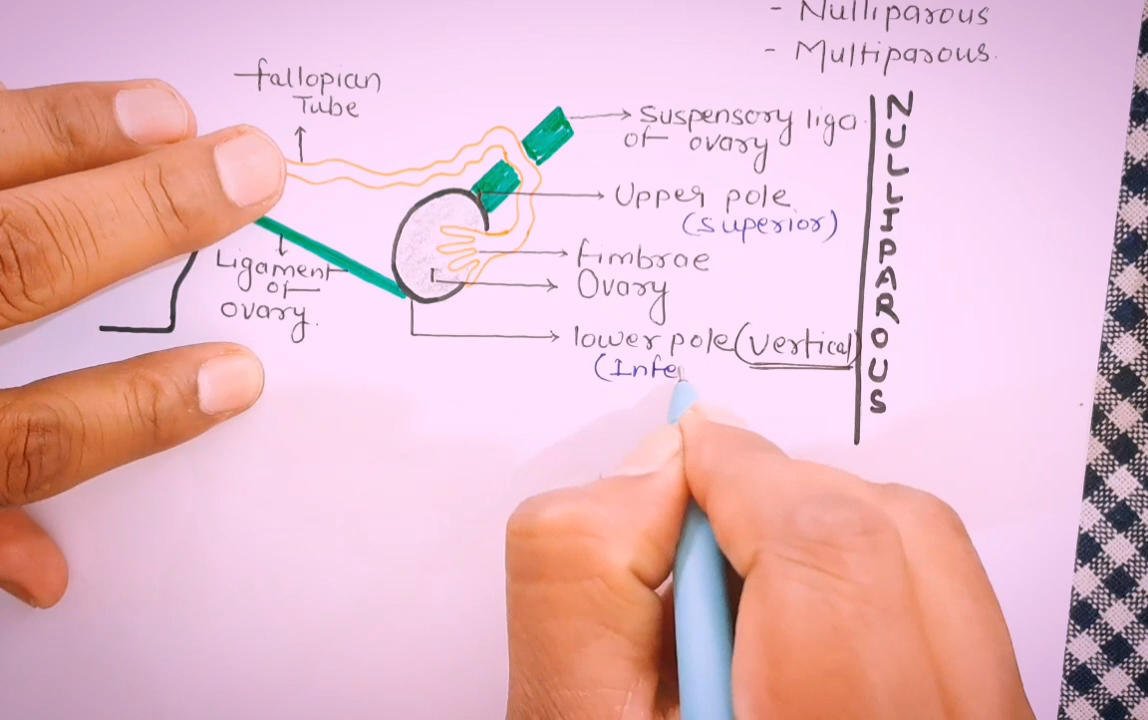 - Nulliparous
- Multiparous.
fallopian
Tube
Suspensory liga.
of ovary
Upper pole
(superior)
fimbrae
Ovary
lower pole (vertical)
(Infe
Ligament
of
ovary.
NULLIPAROUS